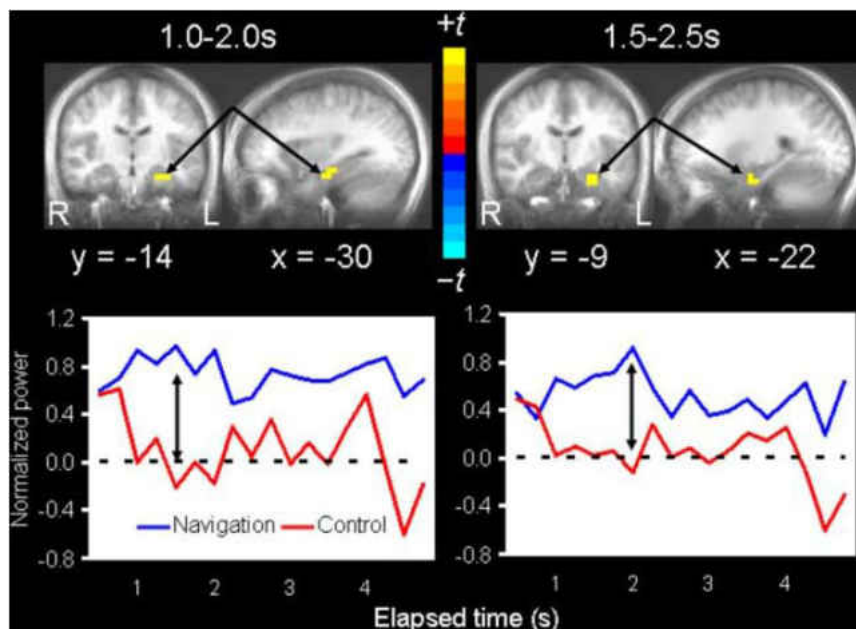 1.0-2.0s
+t
1.5-2.5s
R
L
R
L
y = -14
x = -30
−t
y = -9
x = -22
Normalized power
1.2
0.8
0.4
0.0
-0.4
-0.8
Navigation
Control
1
2
3
4
1.2
0.8
0.4
0.0
-0.4
-0.8
1
2
3
4
Elapsed time (s)